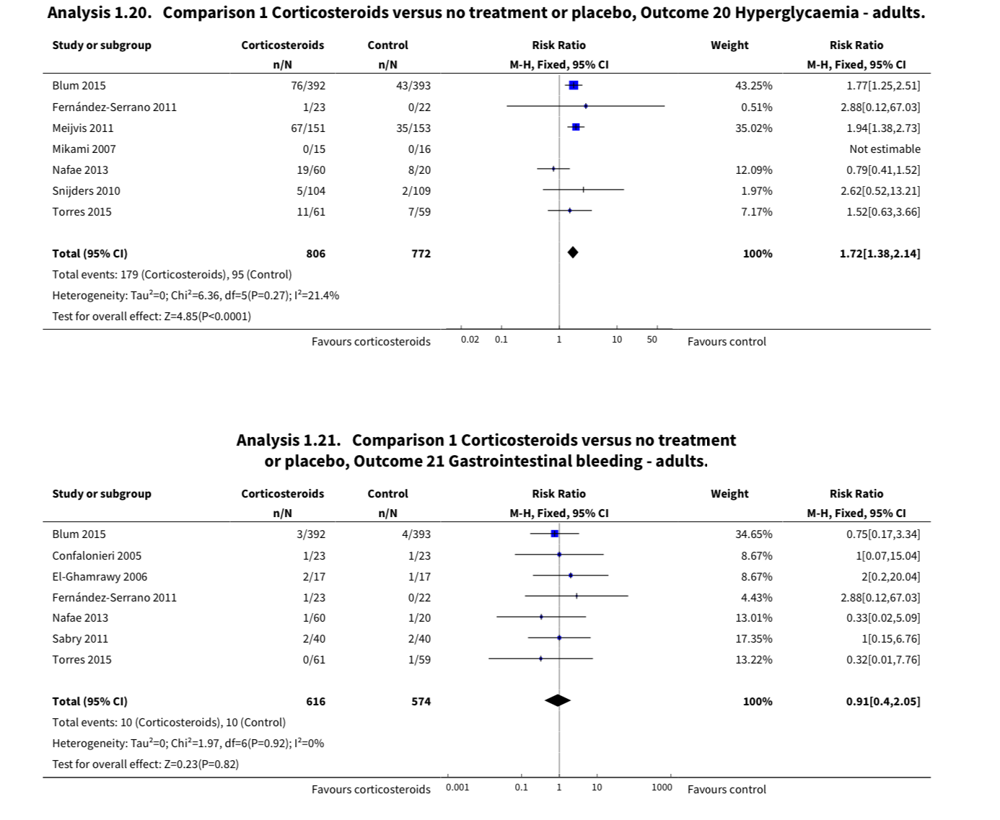 Analysis 1.20. Comparison 1 Corticosteroids versus no treatment or placebo, Outcome 20 Hyperglycaemia - adults.
Study or subgroup Corticosteroids Control Risk Ratio Weight Risk Ratio
n/N n/N M-H, Fixed, 95% CI M-H, Fixed, 95% CI
Blum 2015 76/392 43/393 43.25% 1.77[1.25,2.51]
Fernández-Serrano 2011 1/23 0/22 0.51% 2.88[0.12,67.03]
Meijvis 2011 67/151 35/153 35.02% 1.94[1.38,2.73]
Mikami 2007 0/15 0/16 Not estimable
Nafae 2013 19/60 8/20 12.09% 0.79[0.41,1.52]
Snijders 2010 5/104 2/109 1.97% 2.62[0.52,13.21]
Torres 2015 11/61 7/59 7.17% 1.52[0.63,3.66]
Total (95% CI) 806 772 100% 1.72[1.38,2.14]
Total events: 179 (Corticosteroids), 95 (Control)
Heterogeneity: Tau²=0; Chi²=6.36, df=5(P=0.27); I²=21.4%
Test for overall effect: Z=4.85(P<0.0001)
Favours corticosteroids 0.02 0.1 1 10 50 Favours control
Analysis 1.21. Comparison 1 Corticosteroids versus no treatment
or placebo, Outcome 21 Gastrointestinal bleeding - adults.
Study or subgroup Corticosteroids Control Risk Ratio Weight Risk Ratio
n/N n/N M-H, Fixed, 95% CI M-H, Fixed, 95% CI
Blum 2015 3/392 4/393 34.65% 0.75[0.17,3.34]
Confalonieri 2005 1/23 1/23 8.67% 1[0.07,15.04]
El-Ghamrawy 2006 2/17 1/17 8.67% 2[0.2,20.04]
Fernández-Serrano 2011 1/23 0/22 4.43% 2.88[0.12,67.03]
Nafae 2013 1/60 1/20 13.01% 0.33[0.02,5.09]
Sabry 2011 2/40 2/40 17.35% 1[0.15,6.76]
Torres 2015 0/61 1/59 13.22% 0.32[0.01,7.76]
Total (95% CI) 616 574 100% 0.91[0.4,2.05]
Total events: 10 (Corticosteroids), 10 (Control)
Heterogeneity: Tau²=0; Chi²=1.97, df=6(P=0.92); I²=0%
Test for overall effect: Z=0.23(P=0.82)
Favours corticosteroids 0.001 0.1 1 10 1000 Favours control